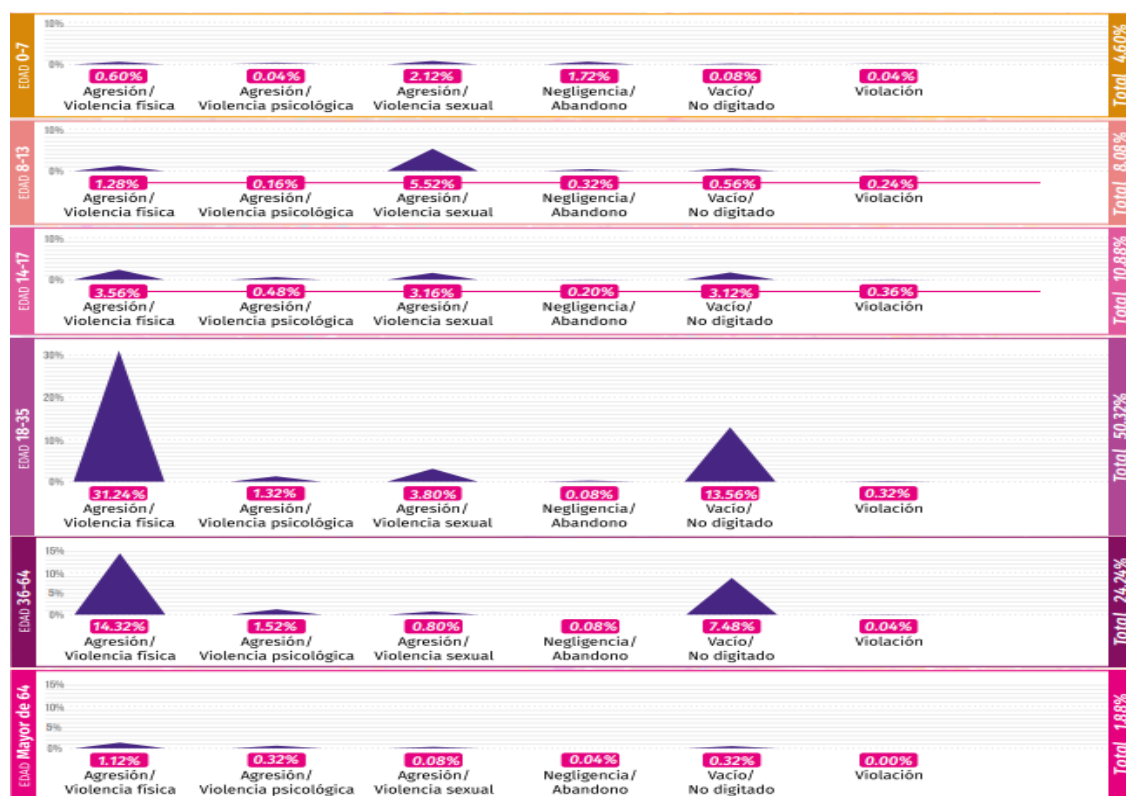 EDAD 0-7
10%
0%
0.60% 0.04% 2.12% 1.72% 0.08% 0.04%
Agresión/ Agresión/ Agresión/ Negligencia/ Vacío/ Violación
Violencia física Violencia psicológica Violencia sexual Abandono No digitado
Total 4.60%
EDAD 8-13
10%
0%
1.28% 0.16% 5.52% 0.32% 0.56% 0.24%
Agresión/ Agresión/ Agresión/ Negligencia/ Vacío/ Violación
Violencia física Violencia psicológica Violencia sexual Abandono No digitado
Total 8.08%
EDAD 14-17
10%
0%
3.56% 0.48% 3.16% 0.20% 3.12% 0.36%
Agresión/ Agresión/ Agresión/ Negligencia/ Vacío/ Violación
Violencia física Violencia psicológica Violencia sexual Abandono No digitado
Total 10.88%
EDAD 18-35
30%
20%
10%
0%
31.24% 1.32% 3.80% 0.08% 13.56% 0.32%
Agresión/ Agresión/ Agresión/ Negligencia/ Vacío/ Violación
Violencia física Violencia psicológica Violencia sexual Abandono No digitado
Total 50.32%
EDAD 36-64
15%
10%
5%
0%
14.32% 1.52% 0.80% 0.08% 7.48% 0.04%
Agresión/ Agresión/ Agresión/ Negligencia/ Vacío/ Violación
Violencia física Violencia psicológica Violencia sexual Abandono No digitado
Total 24.24%
EDAD Mayor de 64
15%
10%
5%
0%
1.12% 0.32% 0.08% 0.04% 0.32% 0.00%
Agresión/ Agresión/ Agresión/ Negligencia/ Vacío/ Violación
Violencia física Violencia psicológica Violencia sexual Abandono No digitado
Total 1.88%